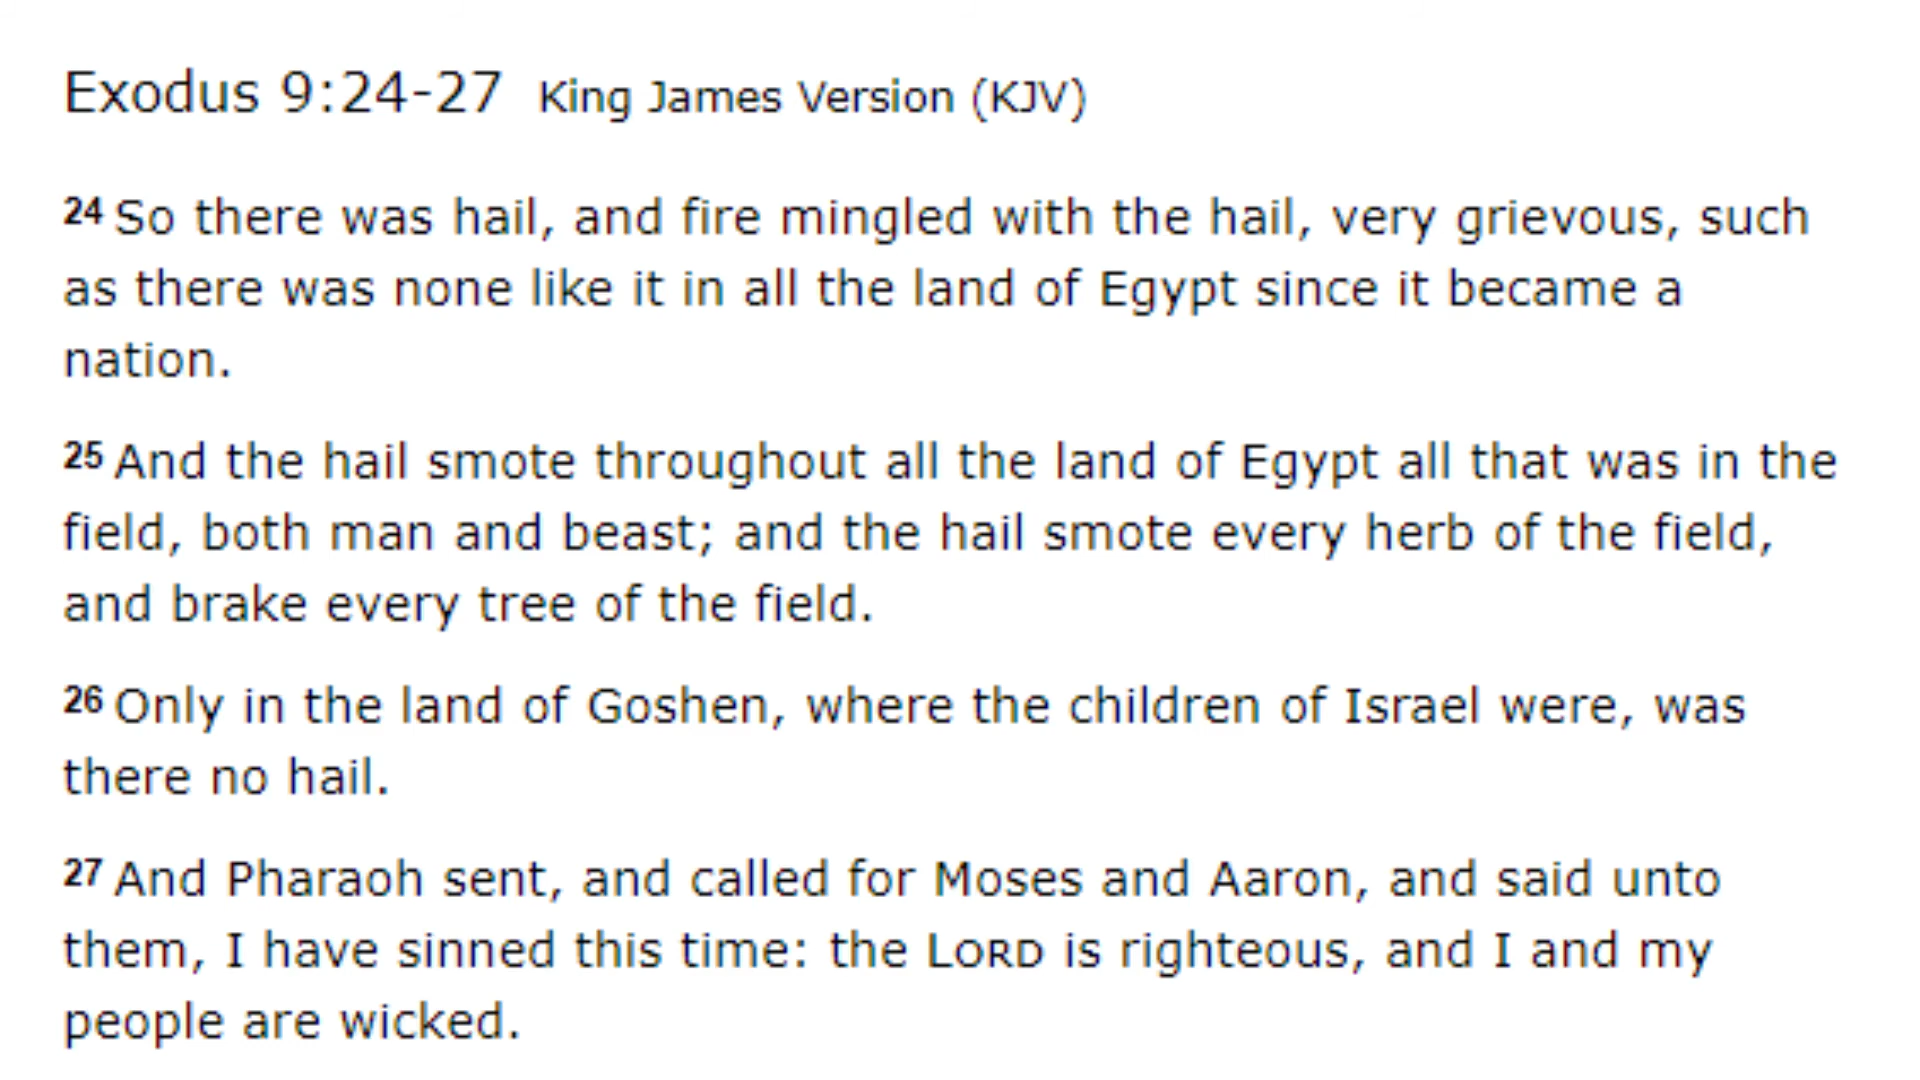 Exodus 9:24-27 King James Version (KJV)
24 So there was hail, and fire mingled with the hail, very grievous, such
as there was none like it in all the land of Egypt since it became a
nation.
25 And the hail smote throughout all the land of Egypt all that was in the
field, both man and beast; and the hail smote every herb of the field,
and brake every tree of the field.
26 Only in the land of Goshen, where the children of Israel were, was
there no hail.
27 And Pharaoh sent, and called for Moses and Aaron, and said unto
them, I have sinned this time: the LORD is righteous, and I and my
people are wicked.